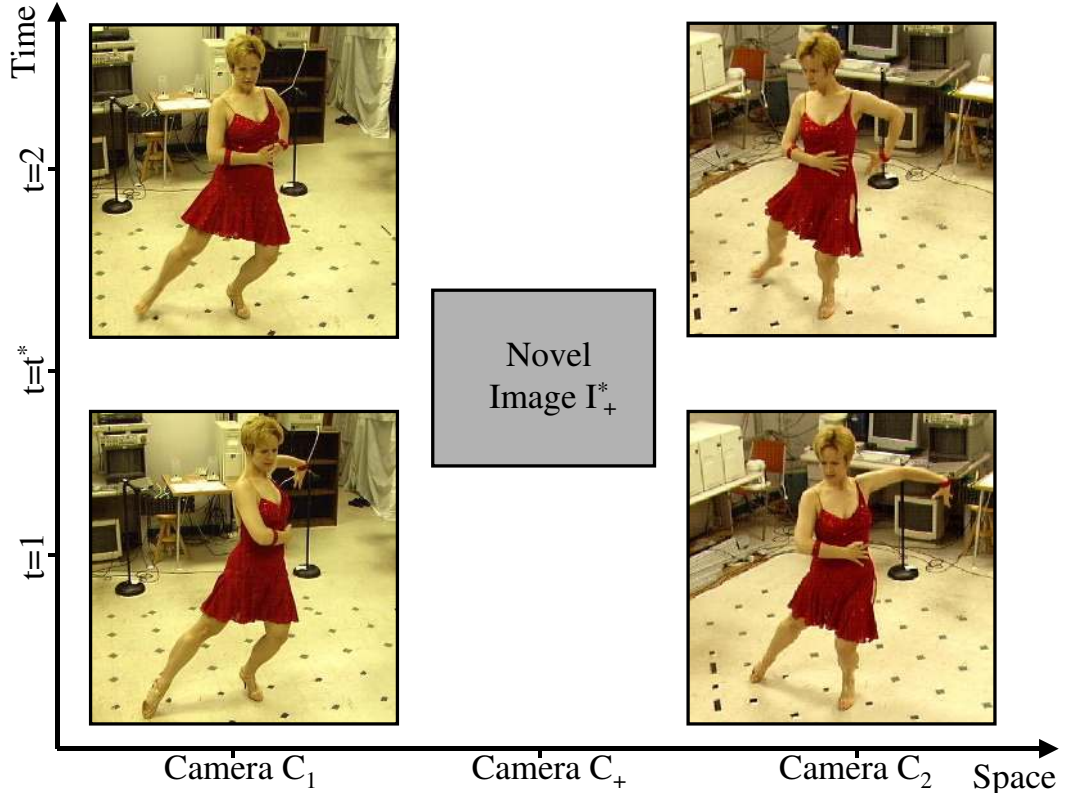 Time
t=2
t=t*
t=1
Novel
Image I*₊
Camera C₁
Camera C₊
Camera C₂
Space